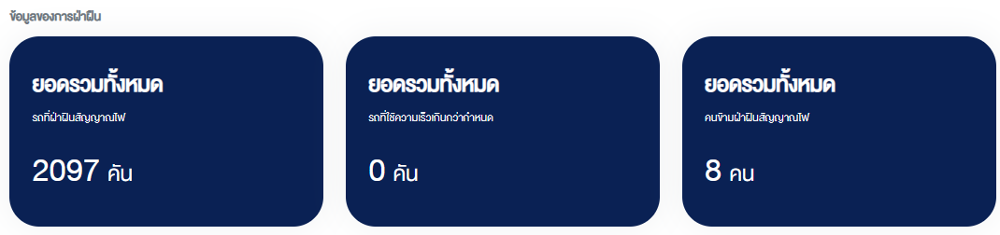 ข้อมูลของการฝ่าฝืน
ยอดรวมทั้งหมด
รถที่ฝ่าฝืนสัญญาณไฟ
2097 คัน
ยอดรวมทั้งหมด
รถที่ใช้ความเร็วเกินกว่ากำหนด
0 คัน
ยอดรวมทั้งหมด
คนข้ามฝ่าฝืนสัญญาณไฟ
8 คน